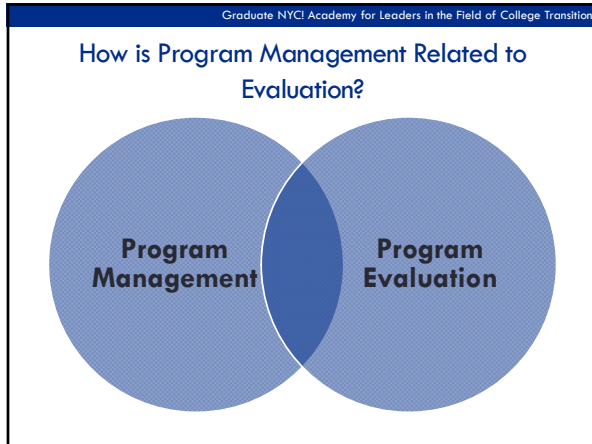 Graduate NYC! Academy for Leaders in the Field of College Transition
How is Program Management Related to
Evaluation?
Program
Management
Program
Evaluation